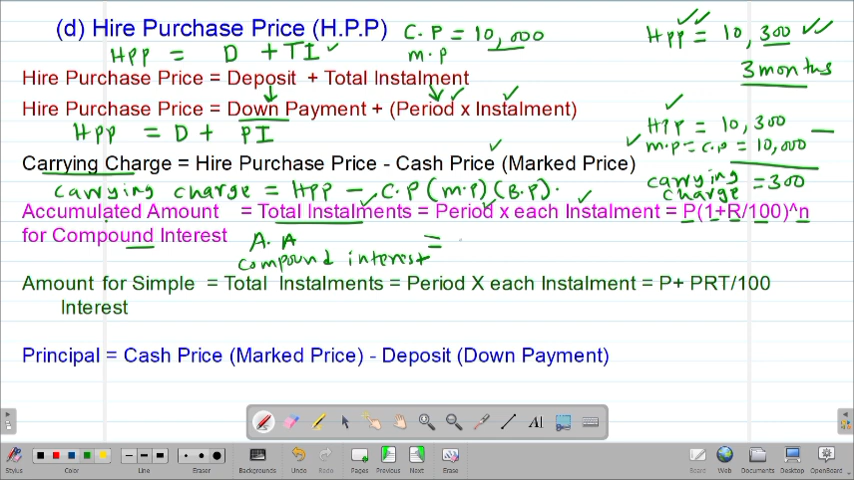 (d) Hire Purchase Price (H.P.P) C.P = 10,000
HPP = D + TI m.p
HPP = 10,300
3 months
Hire Purchase Price = Deposit + Total Instalment
Hire Purchase Price = Down Payment + (Period x Instalment)
HPP = D + PI
HPP = 10,300
m.p = C.P = 10,000
carrying charge = 300
Carrying Charge = Hire Purchase Price - Cash Price (Marked Price)
carrying charge = HPP - C.P (m.p) (B.P).
Accumulated Amount = Total Instalments = Period x each Instalment = P(1+R/100)^n
for Compound Interest
A.A =
compound interest
Amount for Simple = Total Instalments = Period X each Instalment = P+ PRT/100
Interest
Principal = Cash Price (Marked Price) - Deposit (Down Payment)
Stylus Color Line Eraser Backgrounds Undo Redo Pages Previous Next Erase Board Web Documents Desktop OpenBoard